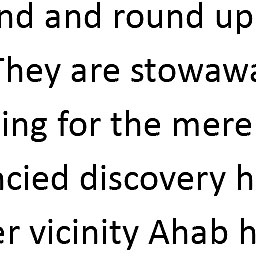 nd and round up
They are stowawa
ing for the mere
ncied discovery h
er vicinity Ahab h